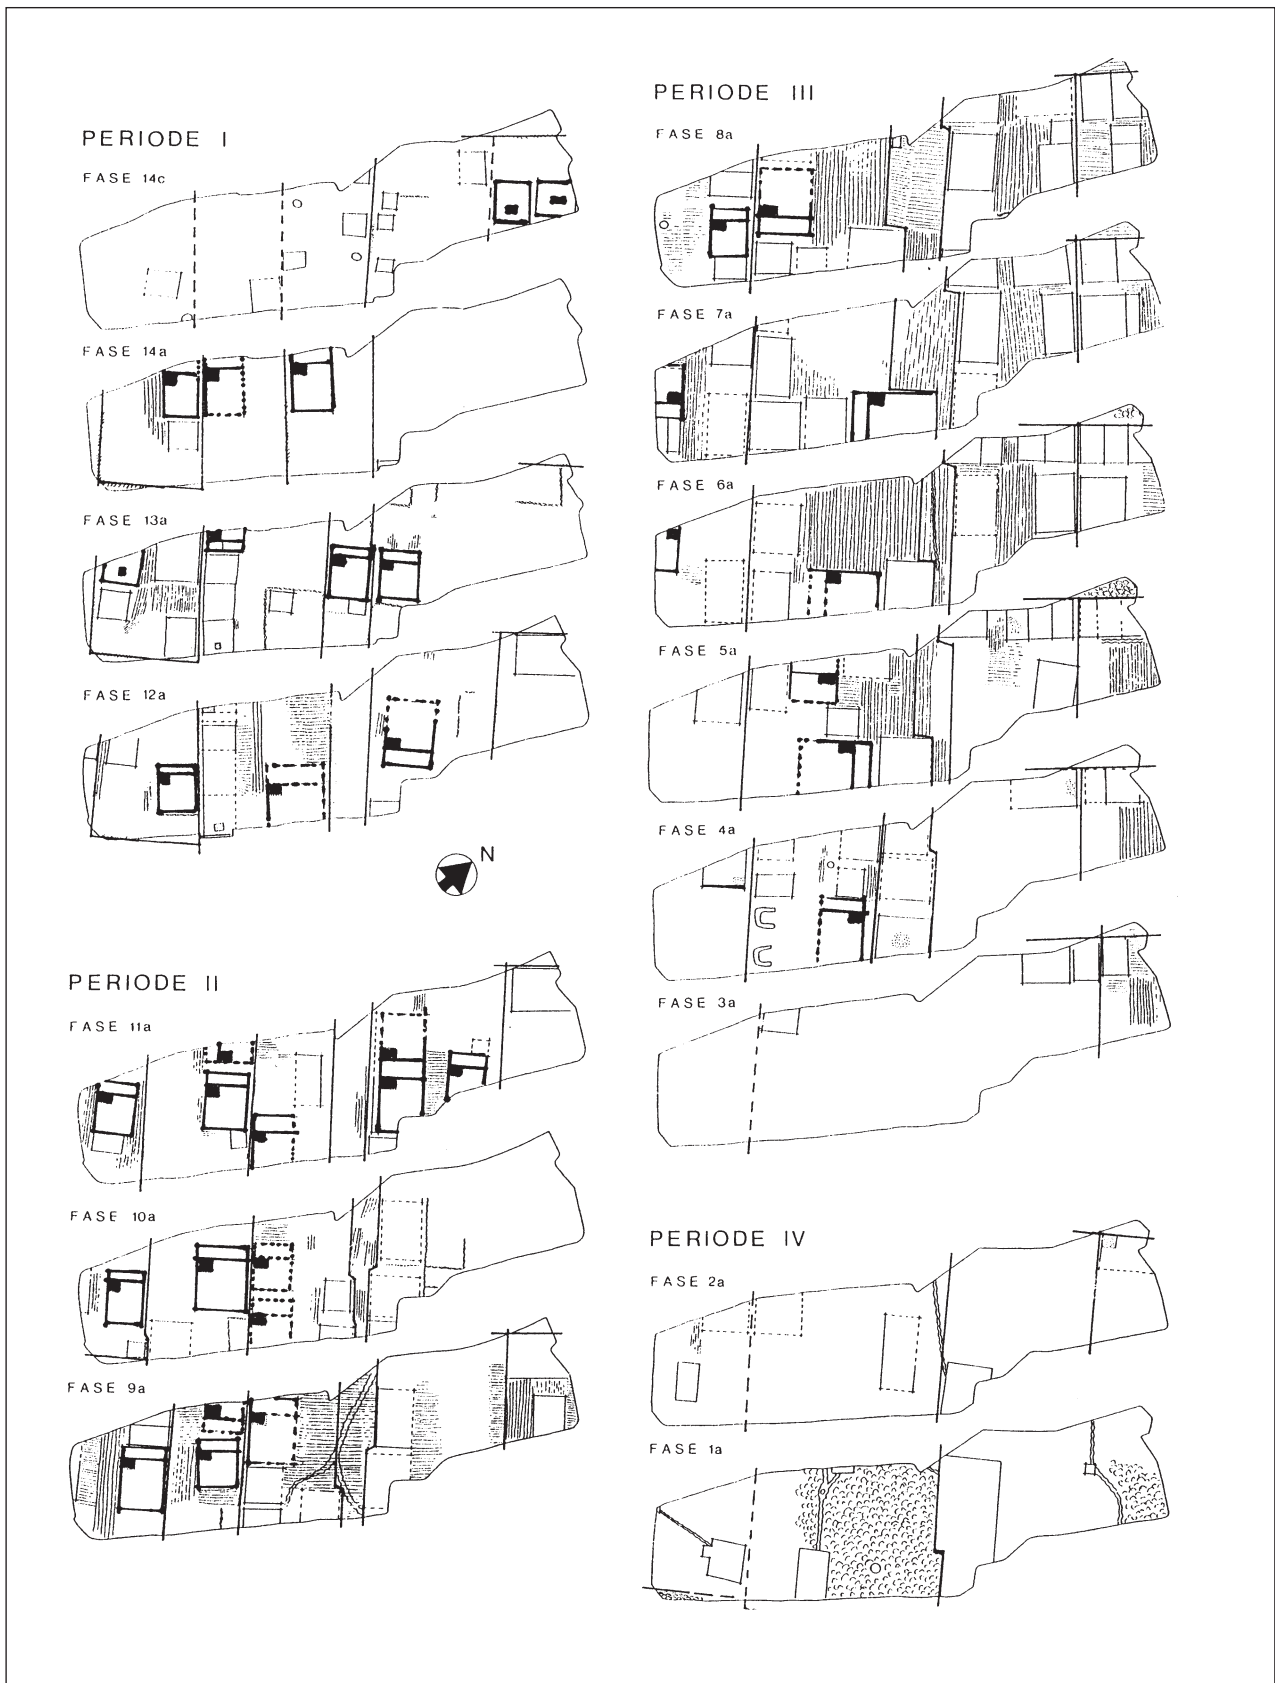 PERIODE I
FASE 14c
FASE 14a
FASE 13a
FASE 12a
N
PERIODE II
FASE 11a
FASE 10a
FASE 9a
PERIODE III
FASE 8a
FASE 7a
FASE 6a
FASE 5a
FASE 4a
FASE 3a
PERIODE IV
FASE 2a
FASE 1a